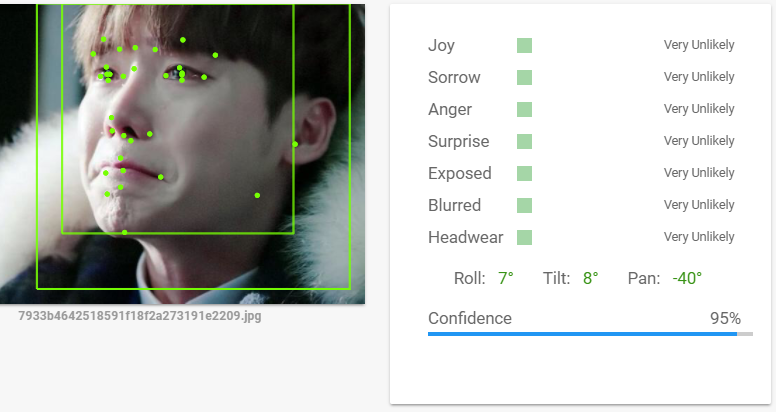 Joy Very Unlikely
Sorrow Very Unlikely
Anger Very Unlikely
Surprise Very Unlikely
Exposed Very Unlikely
Blurred Very Unlikely
Headwear Very Unlikely
Roll: 7° Tilt: 8° Pan: -40°
Confidence 95%
7933b4642518591f18f2a273191e2209.jpg